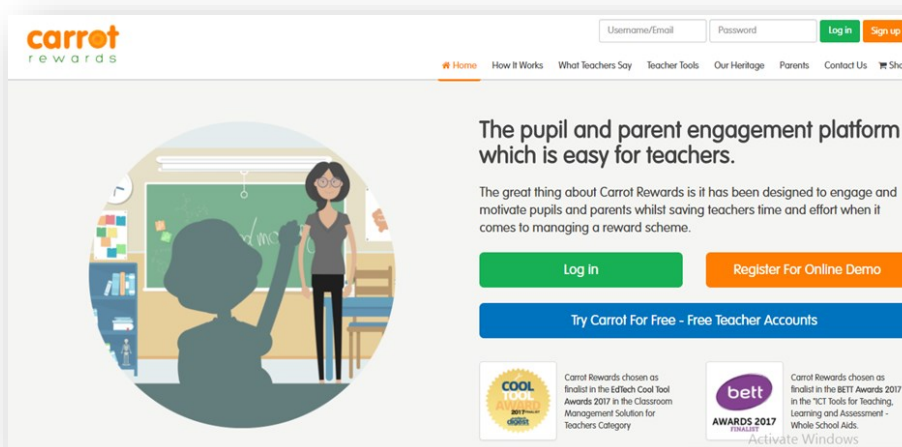 carrot
rewards
Username/Email Password Log in Sign up
Home How It Works What Teachers Say Teacher Tools Our Heritage Parents Contact Us
The pupil and parent engagement platform
which is easy for teachers.
The great thing about Carrot Rewards is it has been designed to engage and
motivate pupils and parents whilst saving teachers time and effort when it
comes to managing a reward scheme.
Log in Register For Online Demo
Try Carrot For Free - Free Teacher Accounts
COOL
TOOL
AWARD
2017 FINALIST
digest
Carrot Rewards chosen as
finalist in the EdTech Cool Tool
Awards 2017 in the Classroom
Management Solution for
Teachers Category
bett
AWARDS 2017
FINALIST
Carrot Rewards chosen as
finalist in the BETT Awards 2017
in the "ICT Tools for Teaching,
Learning and Assessment -
Whole School Aids.
Activate Windows